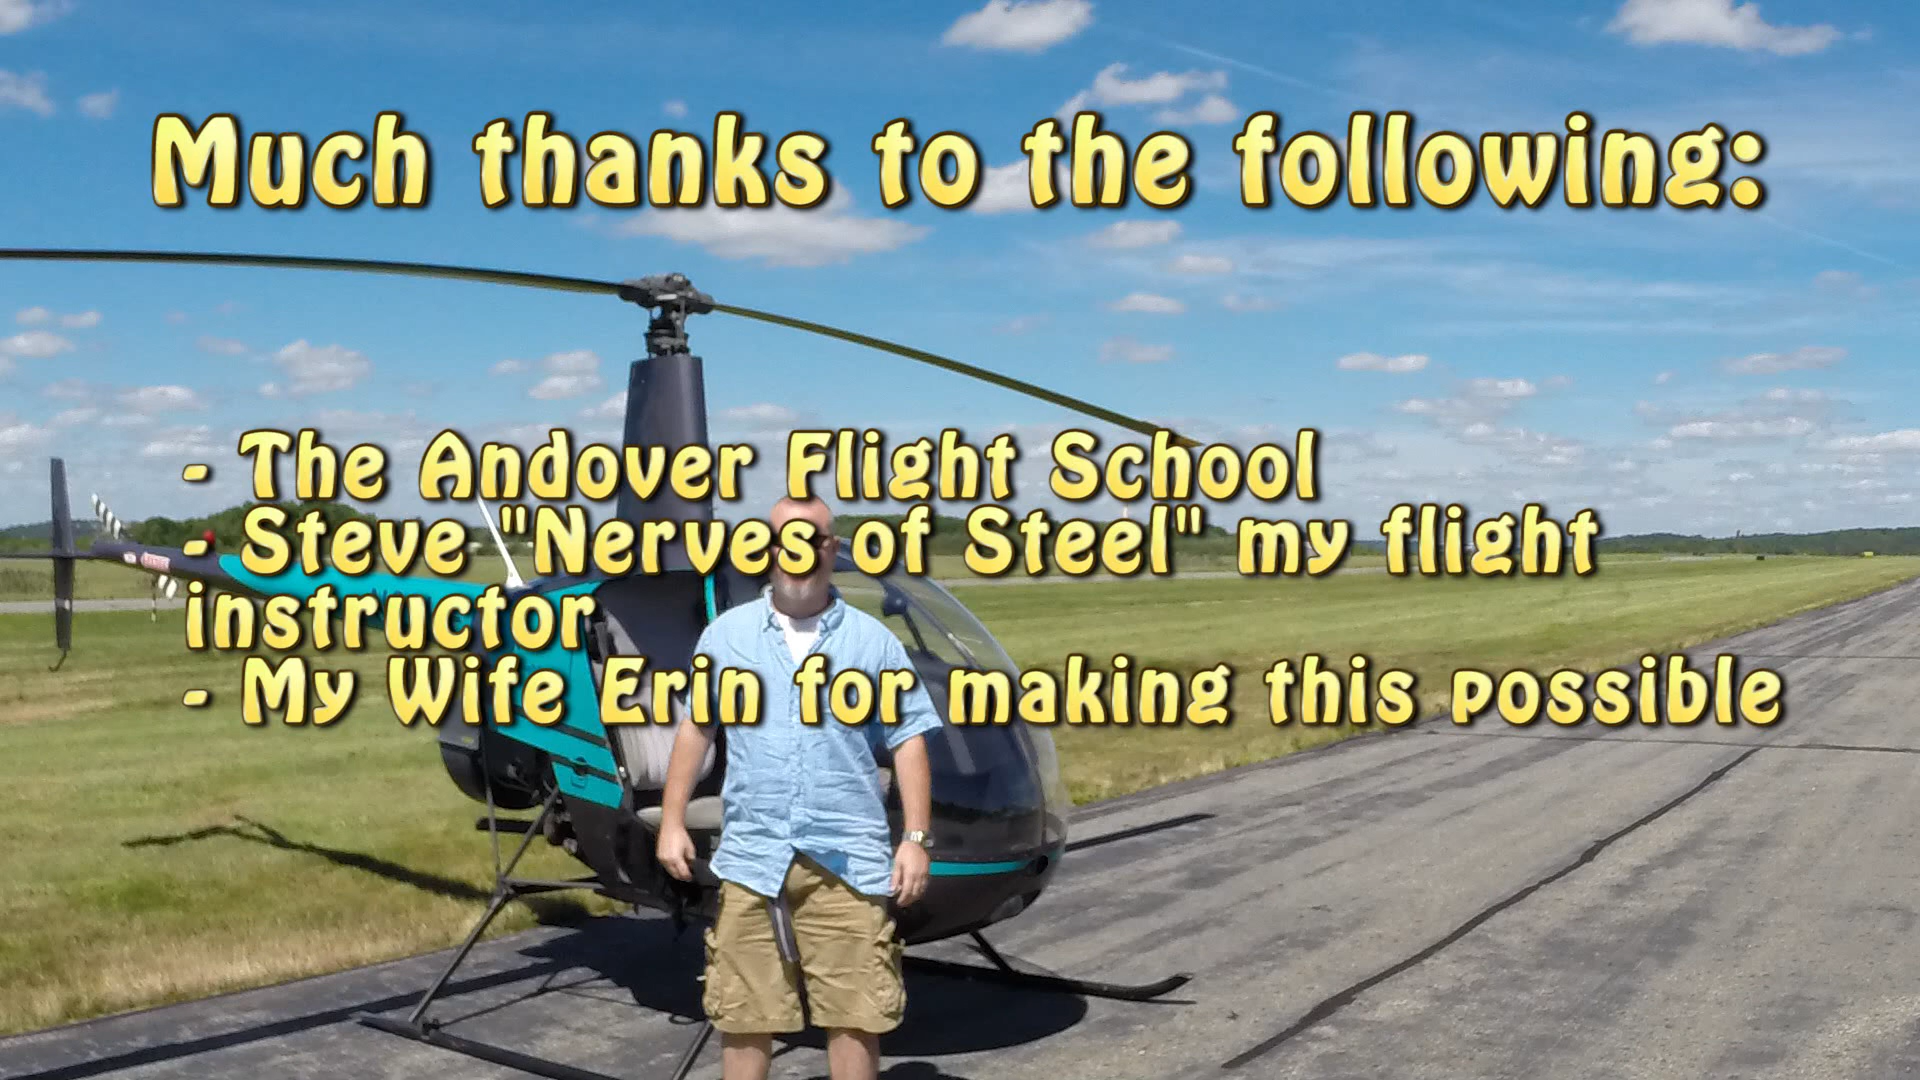 Much thanks to the following:
- The Andover Flight School
- Steve "Nerves of Steel" my flight
instructor
- My Wife Erin for making this possible